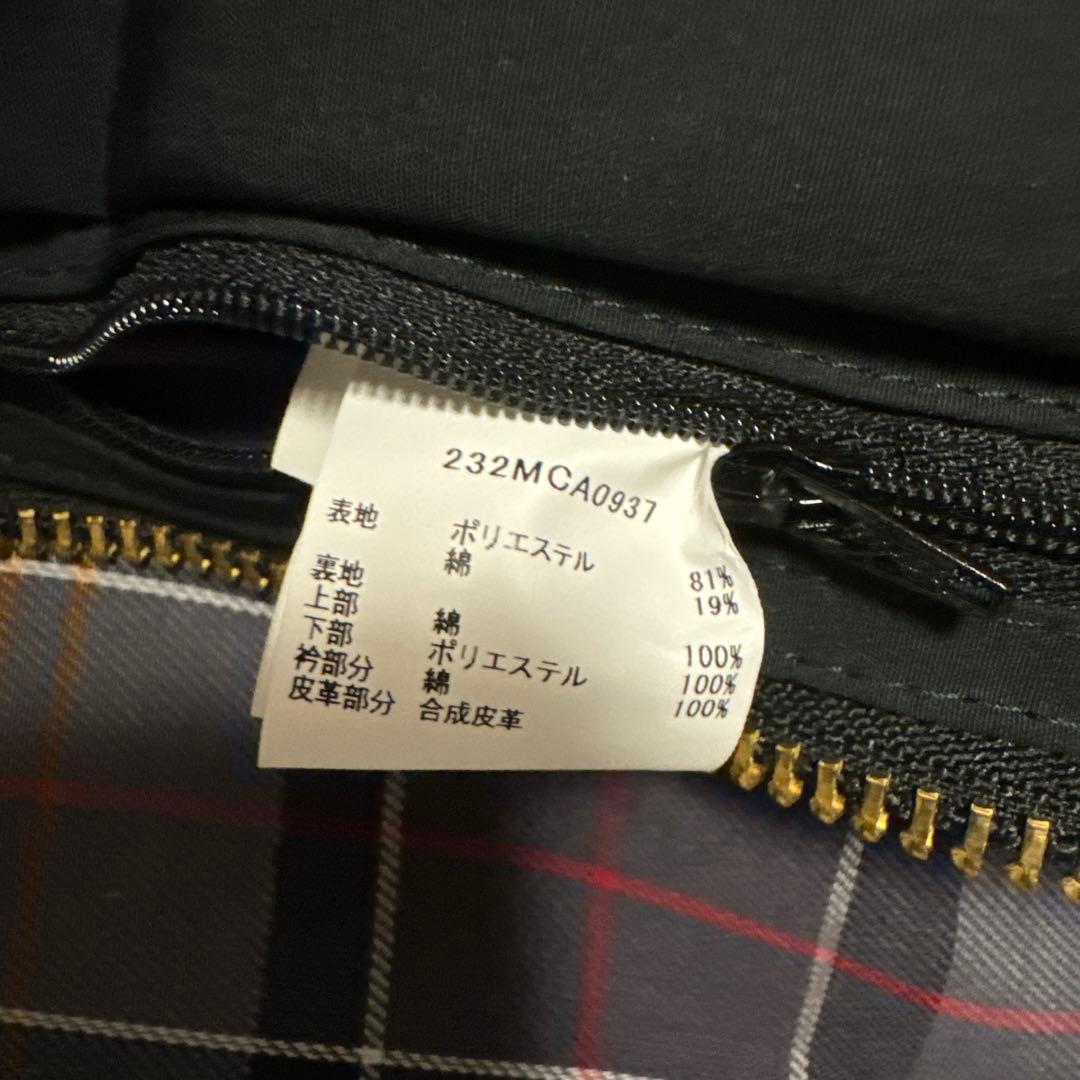 232MCA0937
表地 ポリエステル 81%
綿 19%
裏地
上部 綿 100%
下部 ポリエステル 100%
衿部分 綿 100%
皮革部分 合成皮革